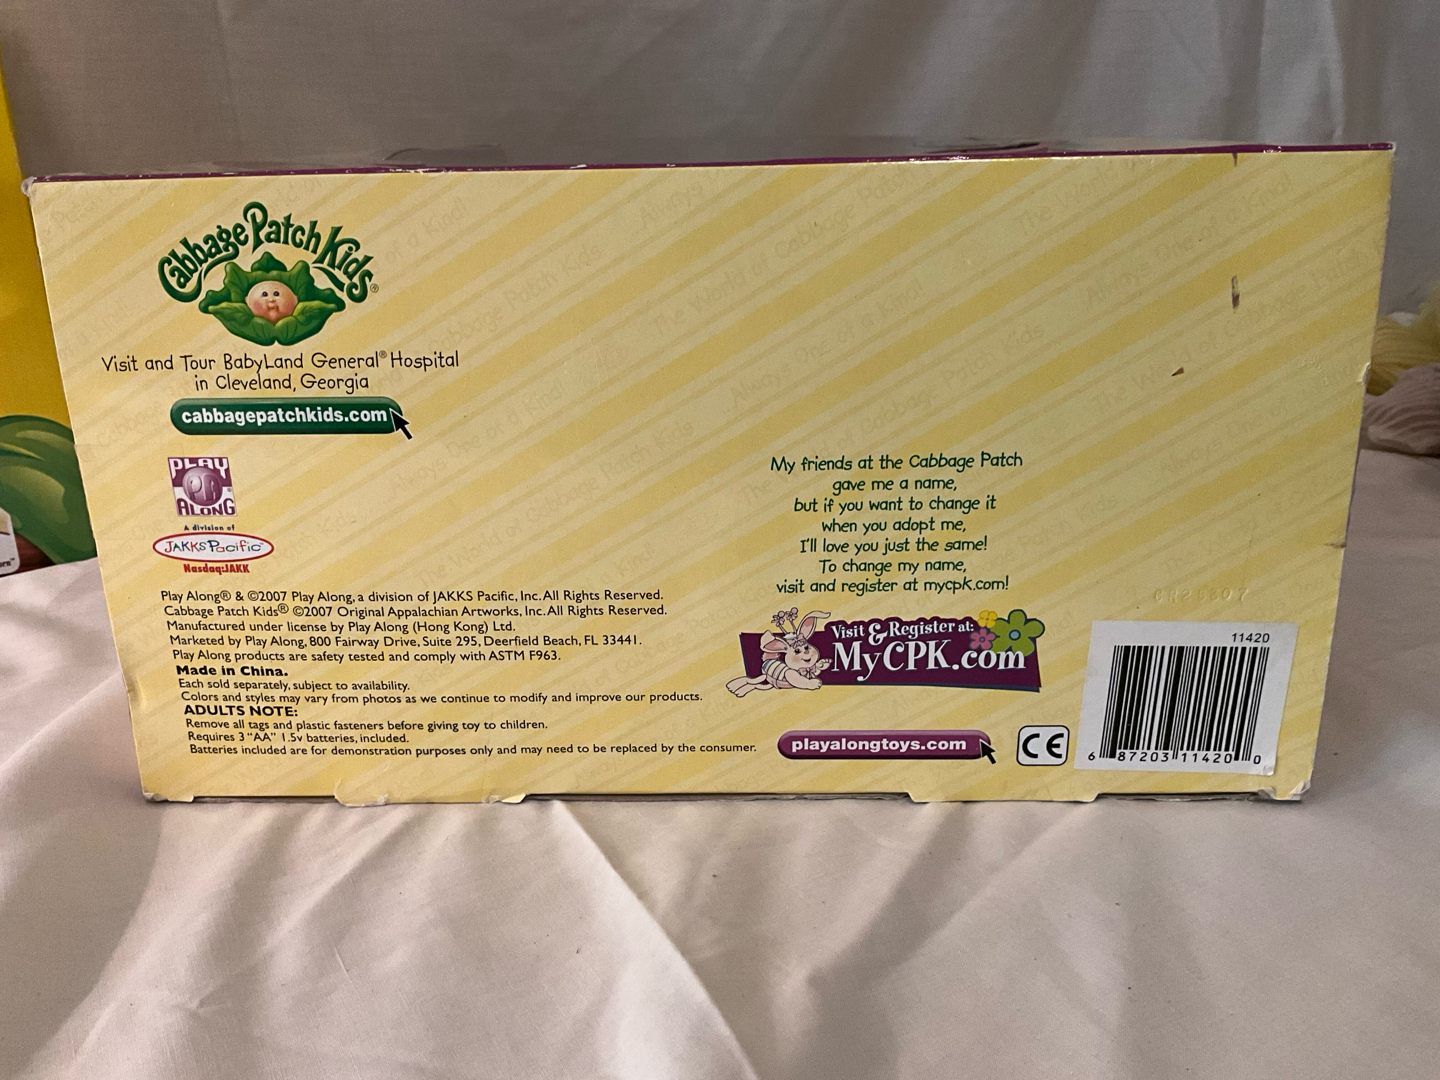 Cabbage Patch Kids®
Visit and Tour BabyLand General® Hospital
in Cleveland, Georgia
cabbagepatchkids.com
PLAY
PA
ALONG
A division of
JAKKS Pacific™
Nasdaq:JAKK
Play Along® & ©2007 Play Along, a division of JAKKS Pacific, Inc. All Rights Reserved.
Cabbage Patch Kids® ©2007 Original Appalachian Artworks, Inc. All Rights Reserved.
Manufactured under license by Play Along (Hong Kong) Ltd.
Marketed by Play Along, 800 Fairway Drive, Suite 295, Deerfield Beach, FL 33441.
Play Along products are safety tested and comply with ASTM F963.
Made in China.
Each sold separately, subject to availability.
Colors and styles may vary from photos as we continue to modify and improve our products.
ADULTS NOTE:
Remove all tags and plastic fasteners before giving toy to children.
Requires 3 "AA" 1.5v batteries, included.
Batteries included are for demonstration purposes only and may need to be replaced by the consumer.
My friends at the Cabbage Patch
gave me a name,
but if you want to change it
when you adopt me,
I'll love you just the same!
To change my name,
visit and register at mycpk.com!
Visit & Register at:
MyCPK.com
playalongtoys.com
CE
11420
6 87203 11420 0